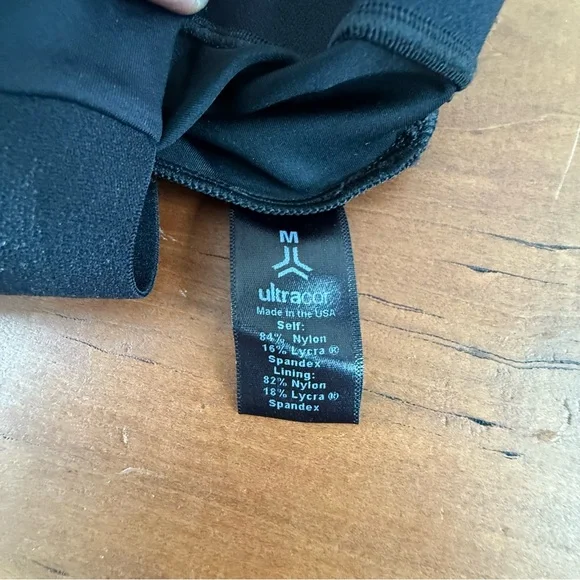 M
ultracor
Made in the USA
Self:
84% Nylon
16% Lycra ®
Spandex
Lining:
82% Nylon
18% Lycra ®
Spandex